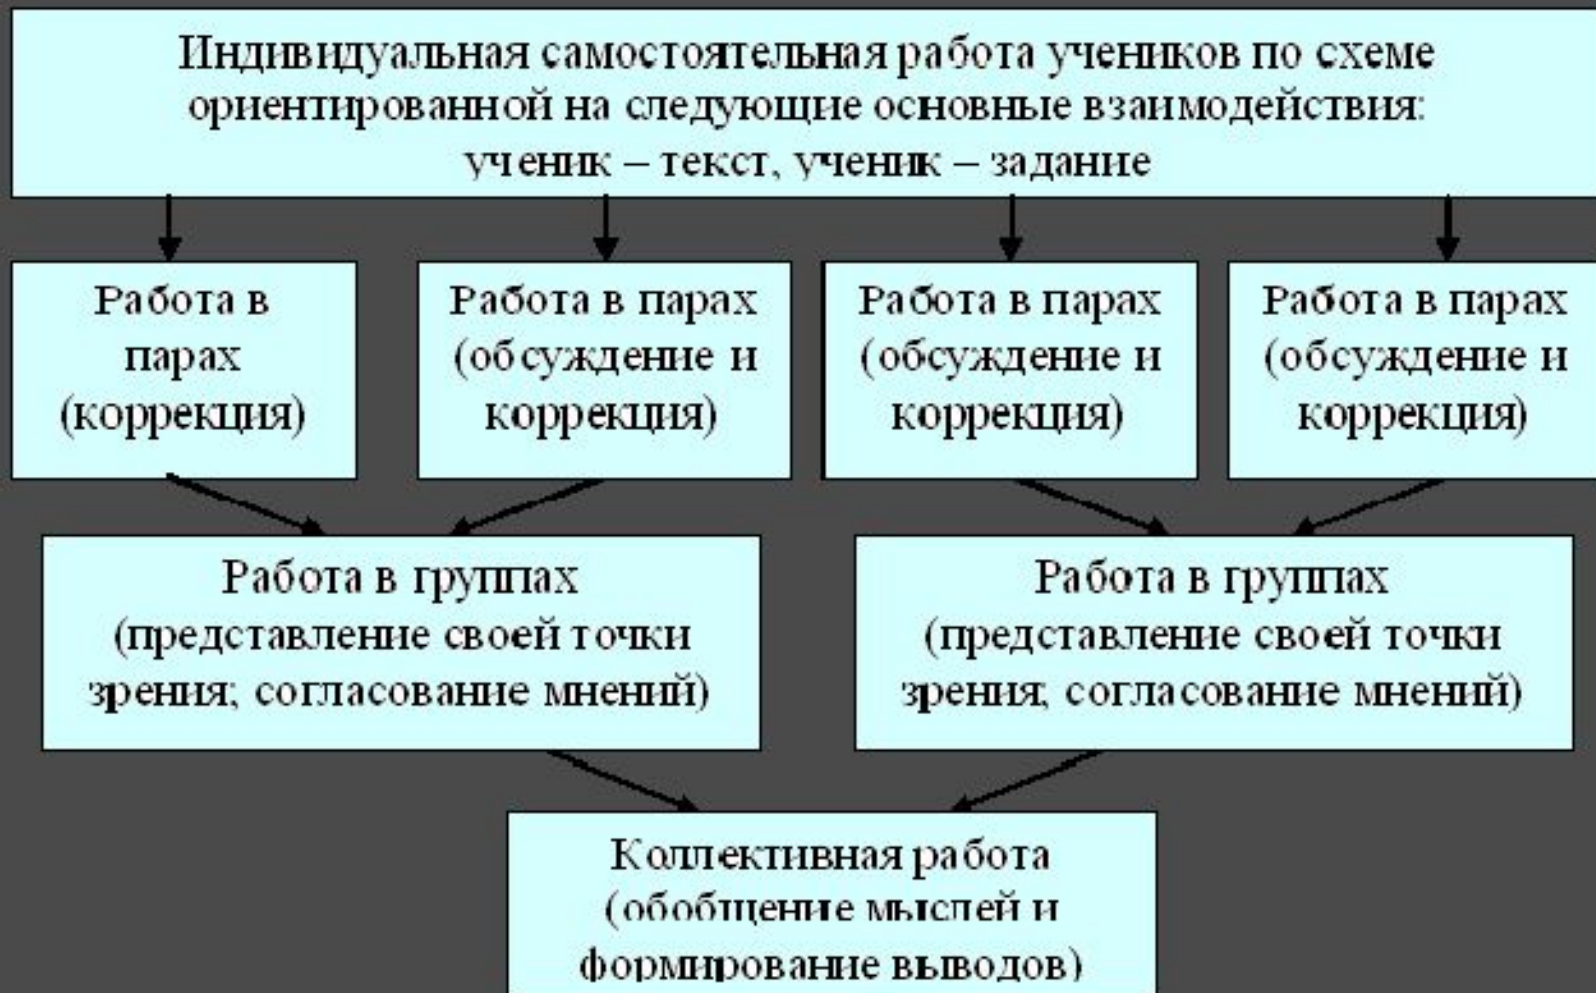 Индивидуальная самостоятельная работа учеников по схеме
ориентированной на следующие основные взаимодействия:
ученик – текст, ученик – задание
Работа в
парах
(коррекция)
Работа в парах
(обсуждение и
коррекция)
Работа в парах
(обсуждение и
коррекция)
Работа в парах
(обсуждение и
коррекция)
Работа в группах
(представление своей точки
зрения; согласование мнений)
Работа в группах
(представление своей точки
зрения; согласование мнений)
Коллективная работа
(обобщение мыслей и
формирование выводов)